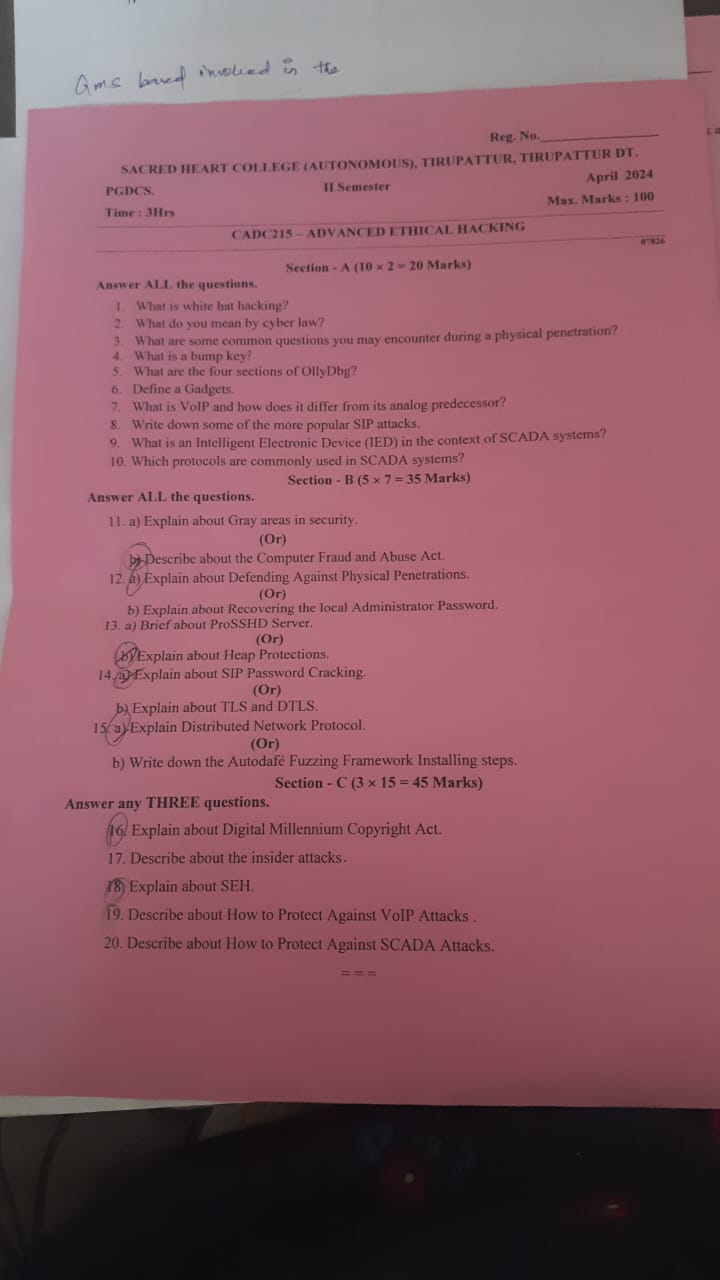 Qms based involved in the
Reg. No.
SACRED HEART COLLEGE (AUTONOMOUS), TIRUPATTUR, TIRUPATTUR DT.
PGDCS. II Semester April 2024
Time : 3Hrs Max. Marks : 100
CADC215 – ADVANCED ETHICAL HACKING
07826
Section - A (10 × 2 = 20 Marks)
Answer ALL the questions.
1. What is white hat hacking?
2. What do you mean by cyber law?
3. What are some common questions you may encounter during a physical penetration?
4. What is a bump key?
5. What are the four sections of OllyDbg?
6. Define a Gadgets.
7. What is VoIP and how does it differ from its analog predecessor?
8. Write down some of the more popular SIP attacks.
9. What is an Intelligent Electronic Device (IED) in the context of SCADA systems?
10. Which protocols are commonly used in SCADA systems?
Section - B (5 × 7 = 35 Marks)
Answer ALL the questions.
11. a) Explain about Gray areas in security.
(Or)
b) Describe about the Computer Fraud and Abuse Act.
12. a) Explain about Defending Against Physical Penetrations.
(Or)
b) Explain about Recovering the local Administrator Password.
13. a) Brief about ProSSHD Server.
(Or)
b) Explain about Heap Protections.
14. a) Explain about SIP Password Cracking.
(Or)
b) Explain about TLS and DTLS.
15. a) Explain Distributed Network Protocol.
(Or)
b) Write down the Autodafé Fuzzing Framework Installing steps.
Section - C (3 × 15 = 45 Marks)
Answer any THREE questions.
16. Explain about Digital Millennium Copyright Act.
17. Describe about the insider attacks.
18. Explain about SEH.
19. Describe about How to Protect Against VoIP Attacks .
20. Describe about How to Protect Against SCADA Attacks.
= = =